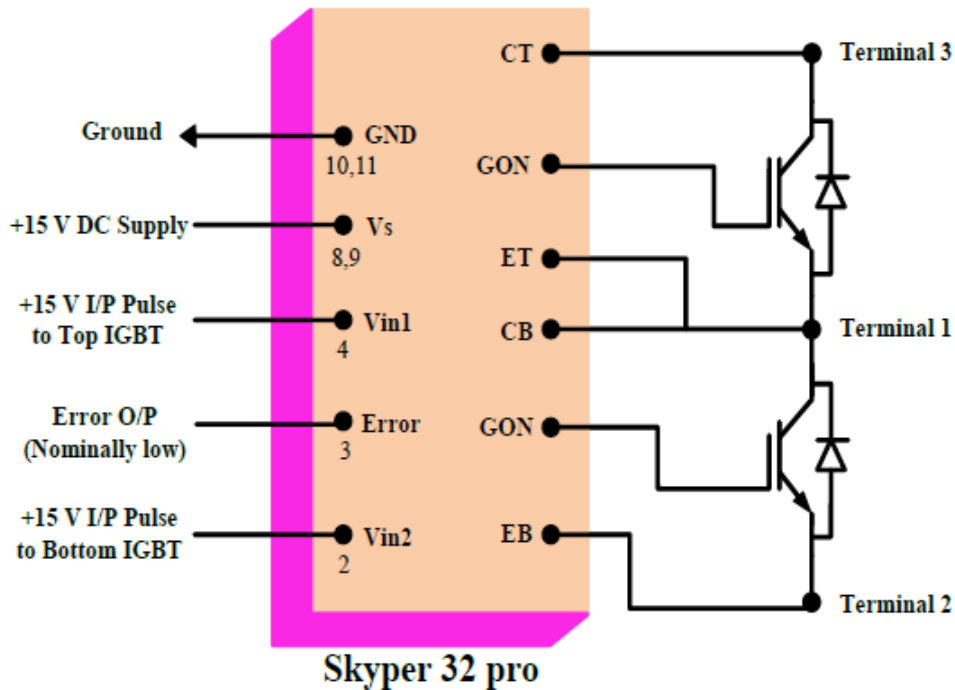 CT
Terminal 3
Ground
GND
10,11
GON
+15 V DC Supply
Vs
8,9
ET
+15 V I/P Pulse
to Top IGBT
Vin1
4
CB
Terminal 1
Error O/P
(Nominally low)
Error
3
GON
+15 V I/P Pulse
to Bottom IGBT
Vin2
2
EB
Terminal 2
Skyper 32 pro